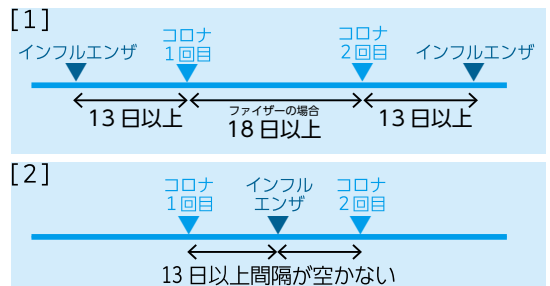 [1]
インフルエンザ
コロナ
1回目
コロナ
2回目
インフルエンザ
13日以上
ファイザーの場合
18日以上
13日以上
[2]
コロナ
1回目
インフル
エンザ
コロナ
2回目
13日以上間隔が空かない